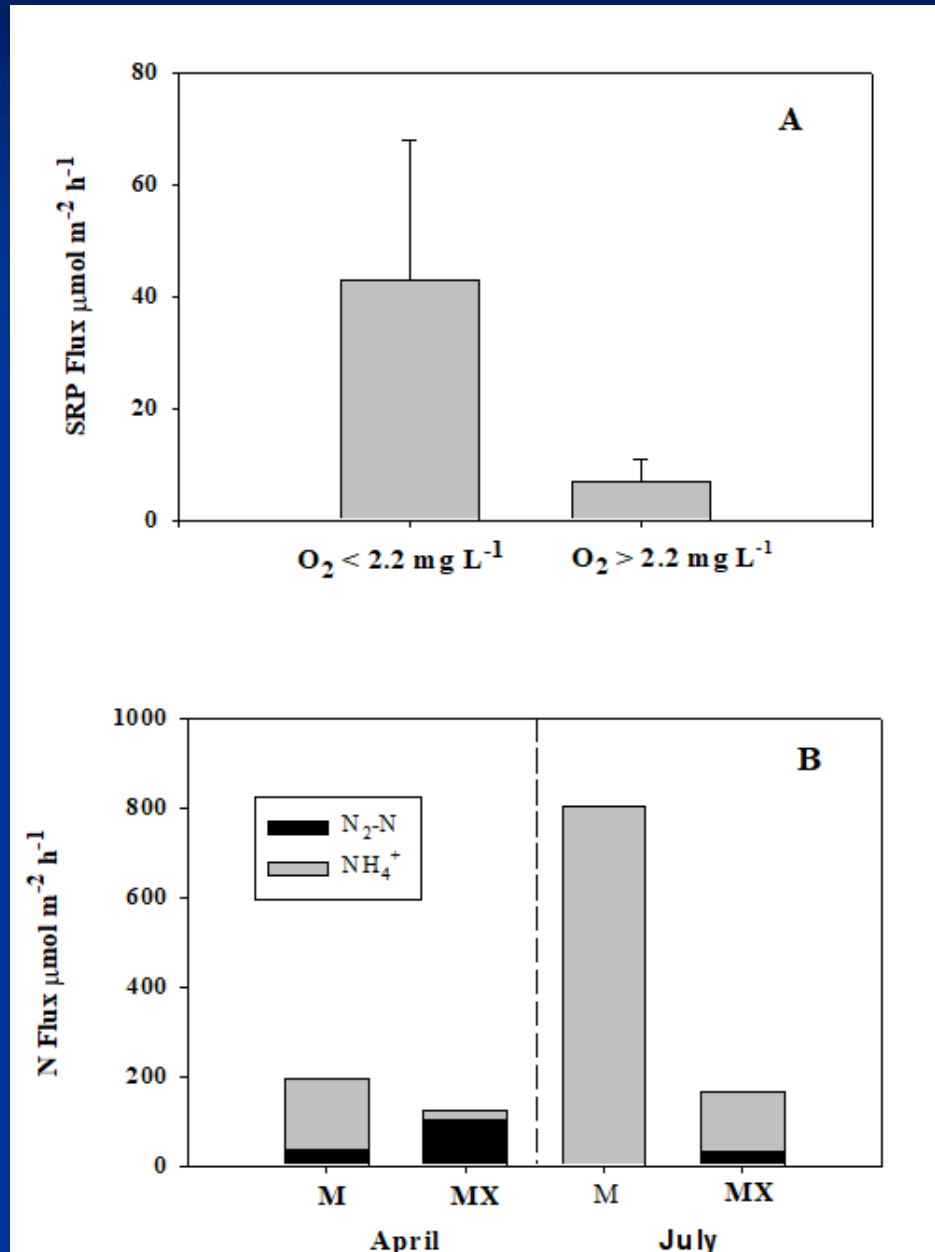 A
SRP Flux μmol m⁻² h⁻¹
80
60
40
20
0
O₂ < 2.2 mg L⁻¹ O₂ > 2.2 mg L⁻¹
B
N Flux μmol m⁻² h⁻¹
1000
800
600
400
200
0
N₂-N
NH₄⁺
M MX M MX
April July